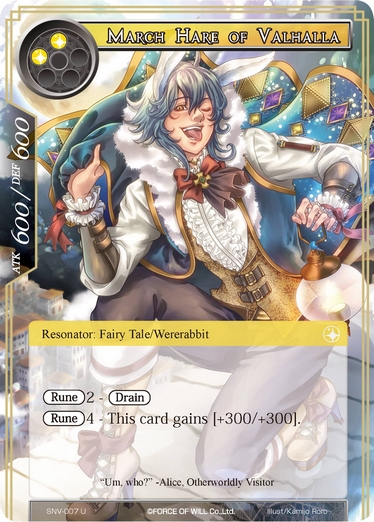 March Hare of Valhalla
ATK 600/DEF 600
Resonator: Fairy Tale/Wererabbit
Rune 2 - Drain
Rune 4 - This card gains [+300/+300].
"Um, who?" -Alice, Otherworldly Visitor
SNV-007 U ©FORCE OF WILL Co.,Ltd. Illust/Kamijo Roro